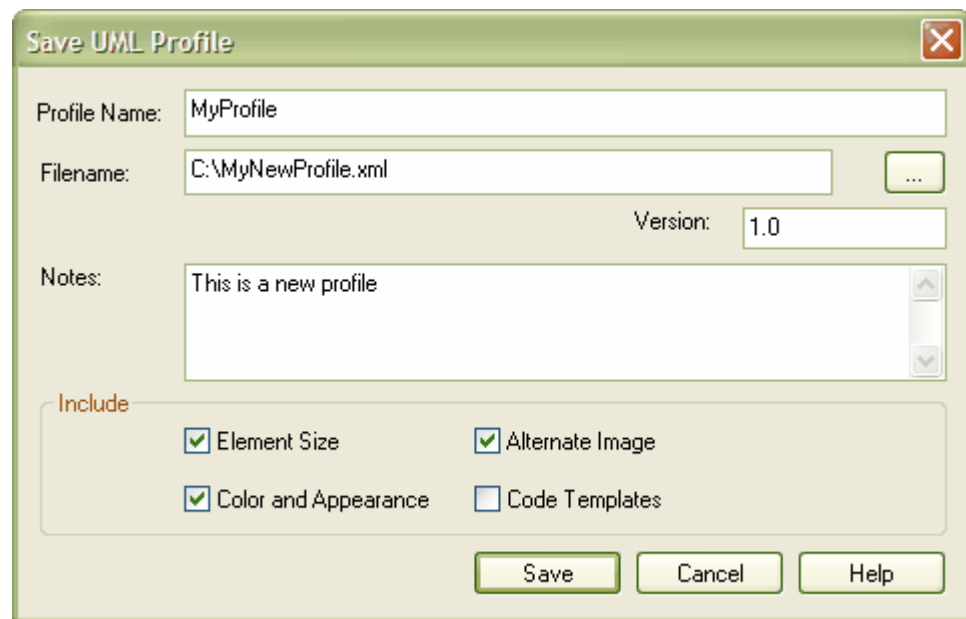 Save UML Profile
Profile Name: MyProfile
Filename: C:\MyNewProfile.xml ...
Version: 1.0
Notes: This is a new profile
Include
Element Size Alternate Image
Color and Appearance Code Templates
Save Cancel Help